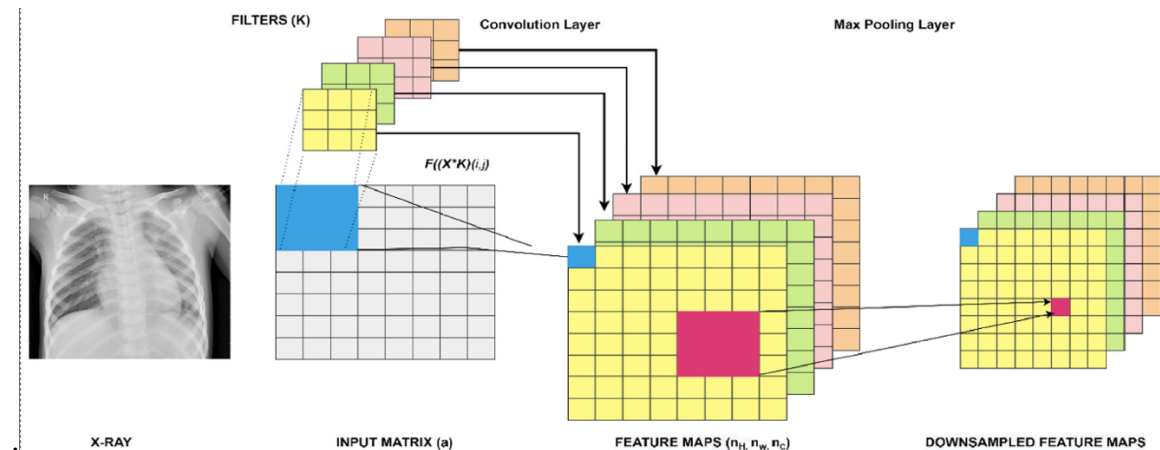 FILTERS (K)
Convolution Layer
Max Pooling Layer
F((X*K)(i,j)
R
X-RAY
INPUT MATRIX (a)
FEATURE MAPS (nH, nw, nC)
DOWNSAMPLED FEATURE MAPS